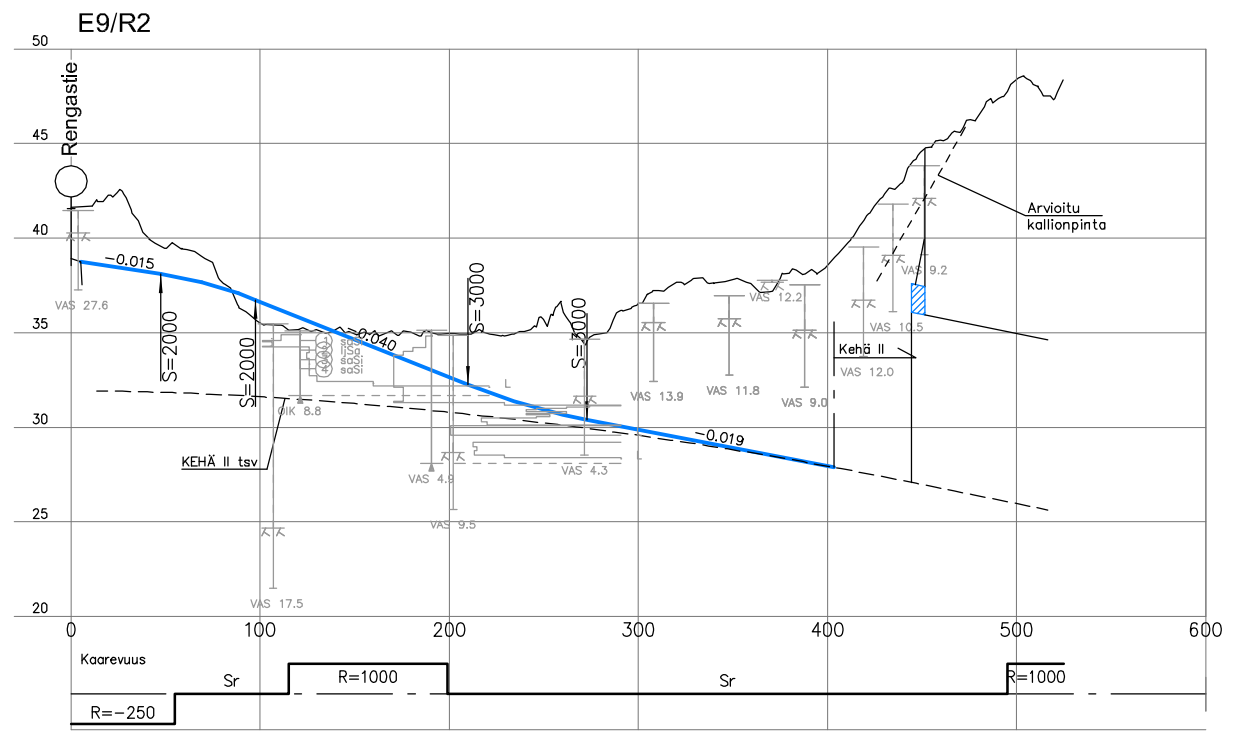 E9/R2
50
Rengastie
45
40
35
30
25
20
-0.015
S=2000
S=2000
-0.040
S=3000
S=3000
-0.019
Arvioitu
kallionpinta
Kehä II
KEHÄ II tsv
VAS 27.6
saSi
ljSa
saSi
saSi
OIK 8.8
L
VAS 17.5
VAS 4.9
VAS 9.5
VAS 4.3
L
VAS 13.9
VAS 11.8
VAS 12.2
VAS 9.0
VAS 12.0
VAS 10.5
VAS 9.2
0
100
200
300
400
500
600
Kaarevuus
R=-250
Sr
R=1000
Sr
R=1000